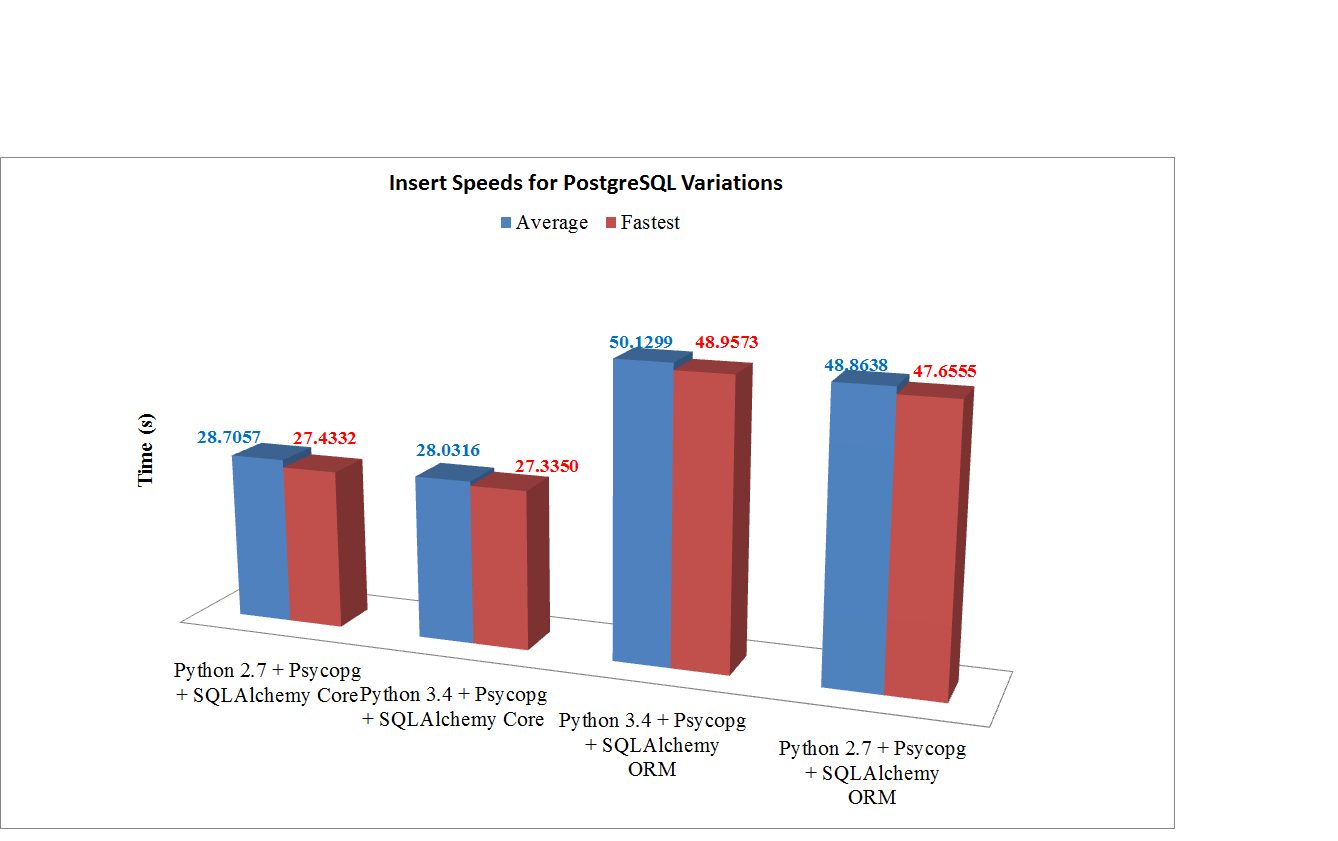 Insert Speeds for PostgreSQL Variations
Average Fastest
Time (s)
28.7057 27.4332
28.0316 27.3350
50.1299 48.9573
48.8638 47.6555
Python 2.7 + Psycopg
+ SQLAlchemy Core
Python 3.4 + Psycopg
+ SQLAlchemy Core
Python 3.4 + Psycopg
+ SQLAlchemy
ORM
Python 2.7 + Psycopg
+ SQLAlchemy
ORM